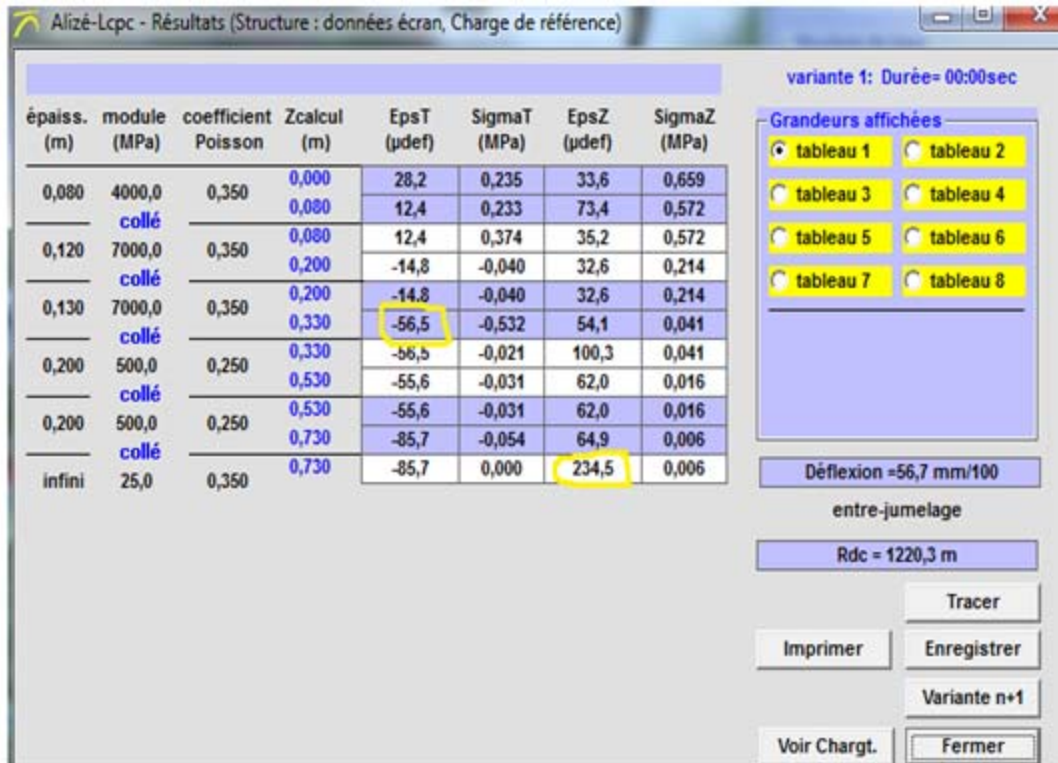 Alizé-Lcpc - Résultats (Structure : données écran, Charge de référence)
variante 1: Durée= 00:00sec
épaiss. module coefficient Zcalcul EpsT SigmaT EpsZ SigmaZ
(m) (MPa) Poisson (m) (µdef) (MPa) (µdef) (MPa)
0,000 28,2 0,235 33,6 0,659
0,080 4000,0 0,350
collé 0,080 12,4 0,233 73,4 0,572
0,080 12,4 0,374 35,2 0,572
0,120 7000,0 0,350
collé 0,200 -14,8 -0,040 32,6 0,214
0,200 -14,8 -0,040 32,6 0,214
0,130 7000,0 0,350
collé 0,330 -56,5 -0,532 54,1 0,041
0,330 -56,5 -0,021 100,3 0,041
0,200 500,0 0,250
collé 0,530 -55,6 -0,031 62,0 0,016
0,530 -55,6 -0,031 62,0 0,016
0,200 500,0 0,250
collé 0,730 -85,7 -0,054 64,9 0,006
0,730 -85,7 0,000 234,5 0,006
infini 25,0 0,350
Grandeurs affichées
tableau 1 tableau 2
tableau 3 tableau 4
tableau 5 tableau 6
tableau 7 tableau 8
Déflexion =56,7 mm/100
entre-jumelage
Rdc = 1220,3 m
Tracer
Imprimer Enregistrer
Variante n+1
Voir Chargt. Fermer